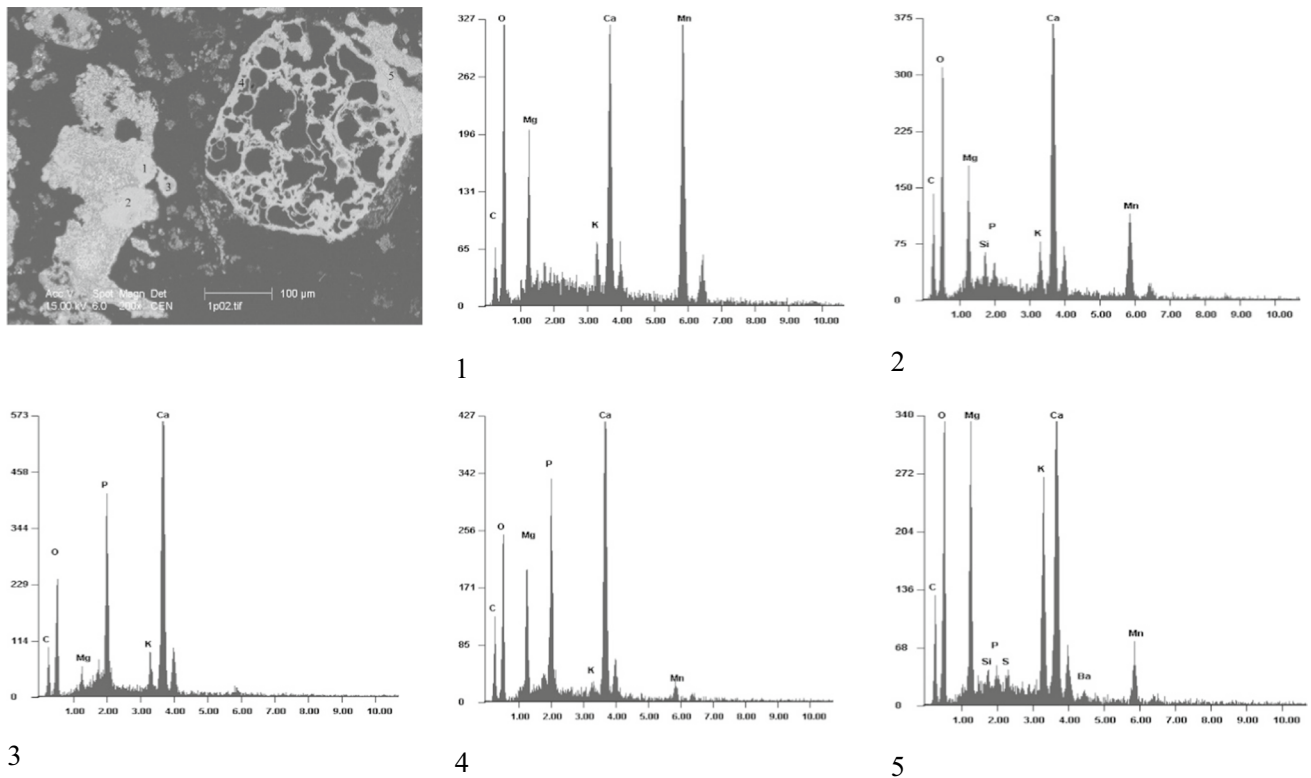 4
5
1
3
2
Acc.V Spot Magn Det
15.00 kV 6.0 200x CEN
100 µm
1p02.tif
327
262
196
131
65
0
C
O
Mg
K
Ca
Mn
1.00 2.00 3.00 4.00 5.00 6.00 7.00 8.00 9.00 10.00
1
375
300
225
150
75
0
C
O
Mg
Si
P
K
Ca
Mn
1.00 2.00 3.00 4.00 5.00 6.00 7.00 8.00 9.00 10.00
2
573
458
344
229
114
0
C
O
Mg
P
K
Ca
1.00 2.00 3.00 4.00 5.00 6.00 7.00 8.00 9.00 10.00
3
427
342
256
171
85
0
C
O
Mg
P
K
Ca
Mn
1.00 2.00 3.00 4.00 5.00 6.00 7.00 8.00 9.00 10.00
4
340
272
204
136
68
0
C
O
Mg
Si
P
S
K
Ca
Ba
Mn
1.00 2.00 3.00 4.00 5.00 6.00 7.00 8.00 9.00 10.00
5